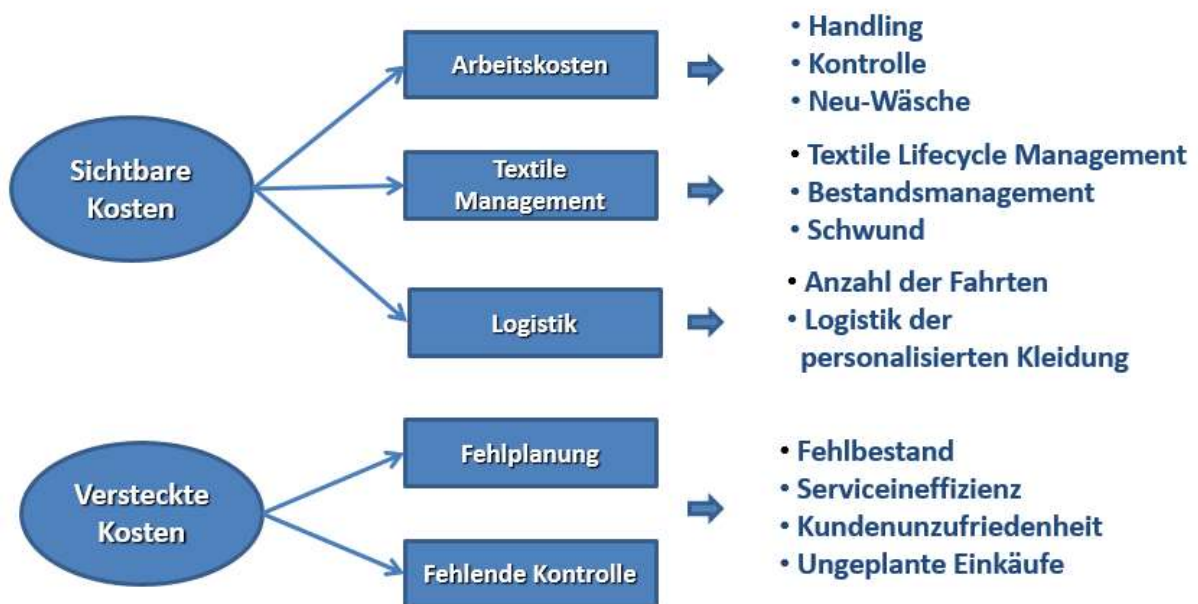 Sichtbare
Kosten
Arbeitskosten
• Handling
• Kontrolle
• Neu-Wäsche
Textile
Management
• Textile Lifecycle Management
• Bestandsmanagement
• Schwund
Logistik
• Anzahl der Fahrten
• Logistik der
personalisierten Kleidung
Versteckte
Kosten
Fehlplanung
Fehlende Kontrolle
• Fehlbestand
• Serviceineffizienz
• Kundenunzufriedenheit
• Ungeplante Einkäufe